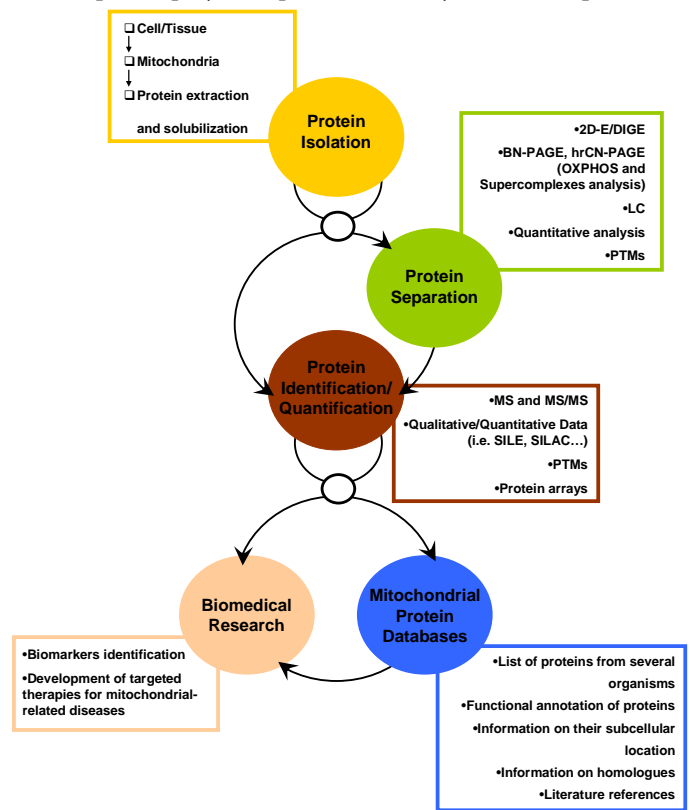 ❑ Cell/Tissue
❑ Mitochondria
❑ Protein extraction
and solubilization
Protein
Isolation
•2D-E/DIGE
•BN-PAGE, hrCN-PAGE
(OXPHOS and
Supercomplexes analysis)
•LC
•Quantitative analysis
•PTMs
Protein
Separation
Protein
Identification/
Quantification
•MS and MS/MS
•Qualitative/Quantitative Data
(i.e. SILE, SILAC...)
•PTMs
•Protein arrays
Biomedical
Research
Mitochondrial
Protein
Databases
•Biomarkers identification
•Development of targeted
therapies for mitochondrial-
related diseases
•List of proteins from several
organisms
•Functional annotation of proteins
•Information on their subcellular
location
•Information on homologues
•Literature references